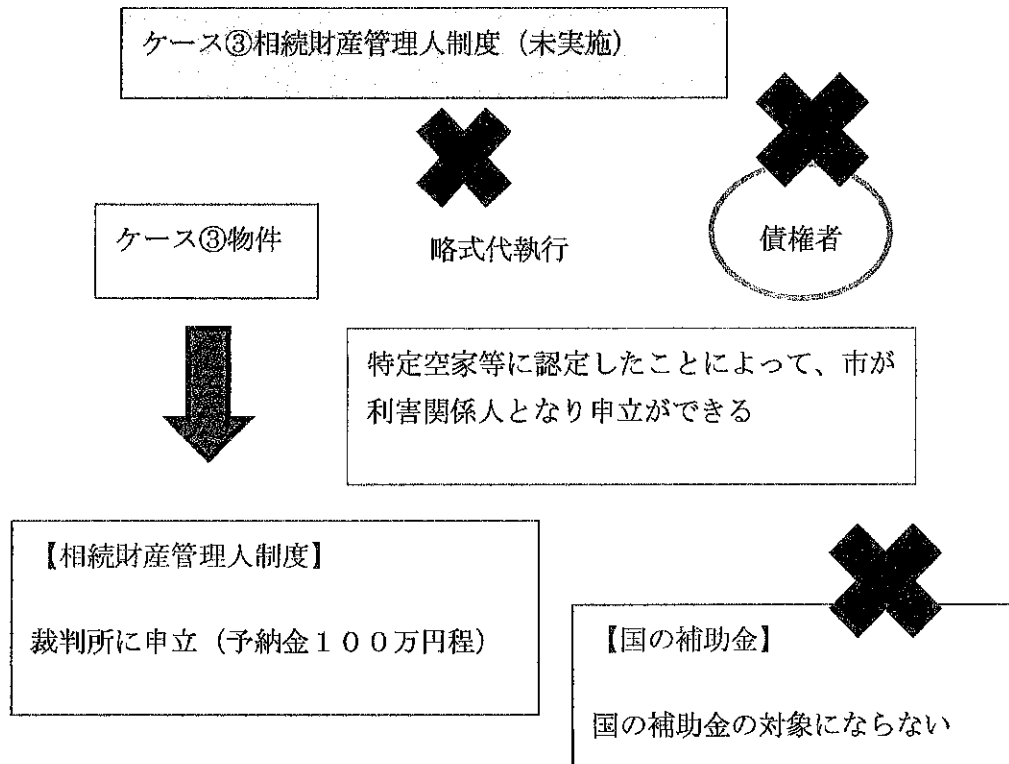 ケース③相続財産管理人制度（未実施）
ケース③物件
略式代執行
債権者
特定空家等に認定したことによって、市が
利害関係人となり申立ができる
【相続財産管理人制度】
裁判所に申立（予納金１００万円程）
【国の補助金】
国の補助金の対象にならない